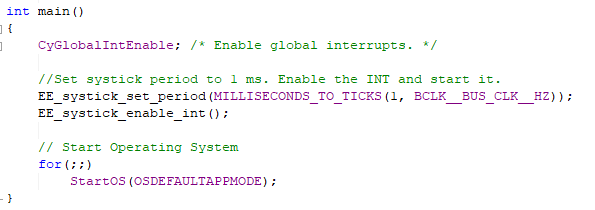 int main()
{
CyGlobalIntEnable; /* Enable global interrupts. */
//Set systick period to 1 ms. Enable the INT and start it.
EE_systick_set_period(MILLISECONDS_TO_TICKS(1, BCLK__BUS_CLK__HZ));
EE_systick_enable_int();
// Start Operating System
for(;;)
StartOS(OSDEFAULTAPPMODE);
}